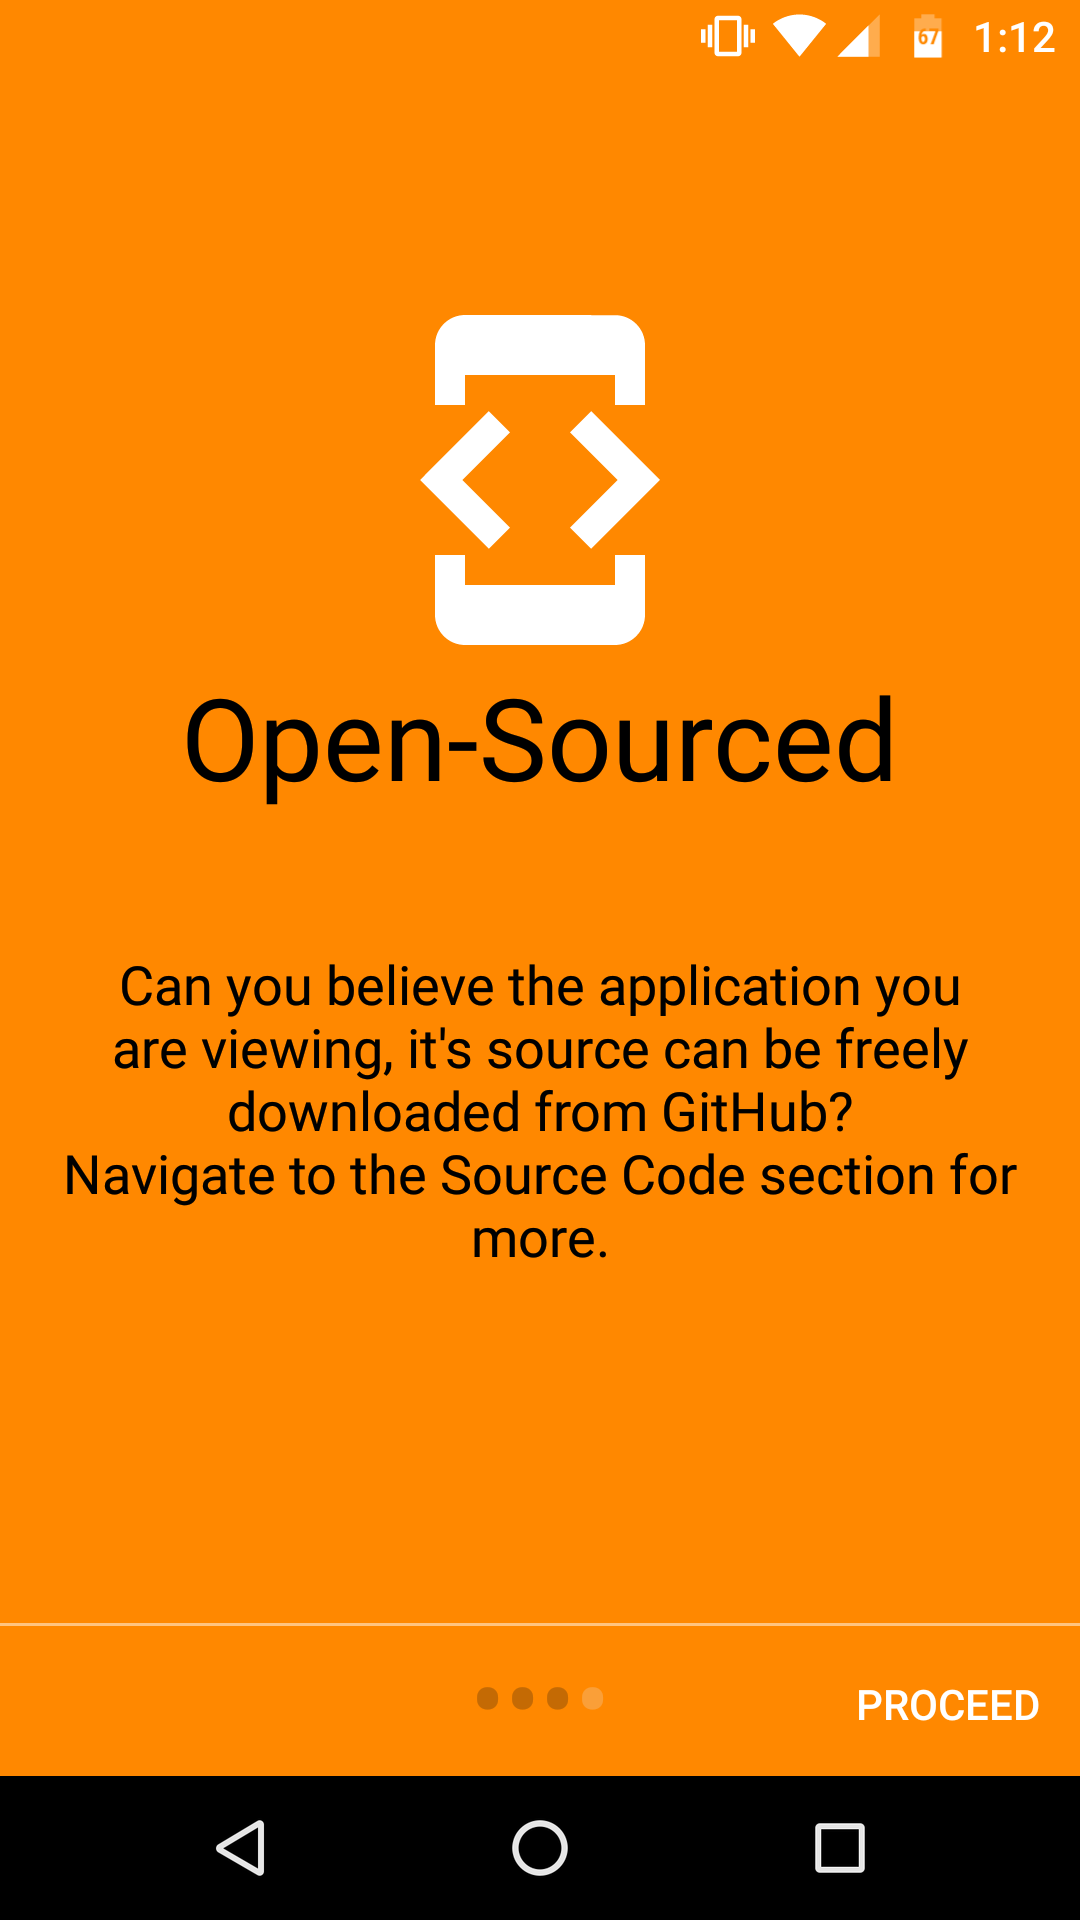 67 1:12
Open-Sourced
Can you believe the application you
are viewing, it's source can be freely
downloaded from GitHub?
Navigate to the Source Code section for
more.
PROCEED